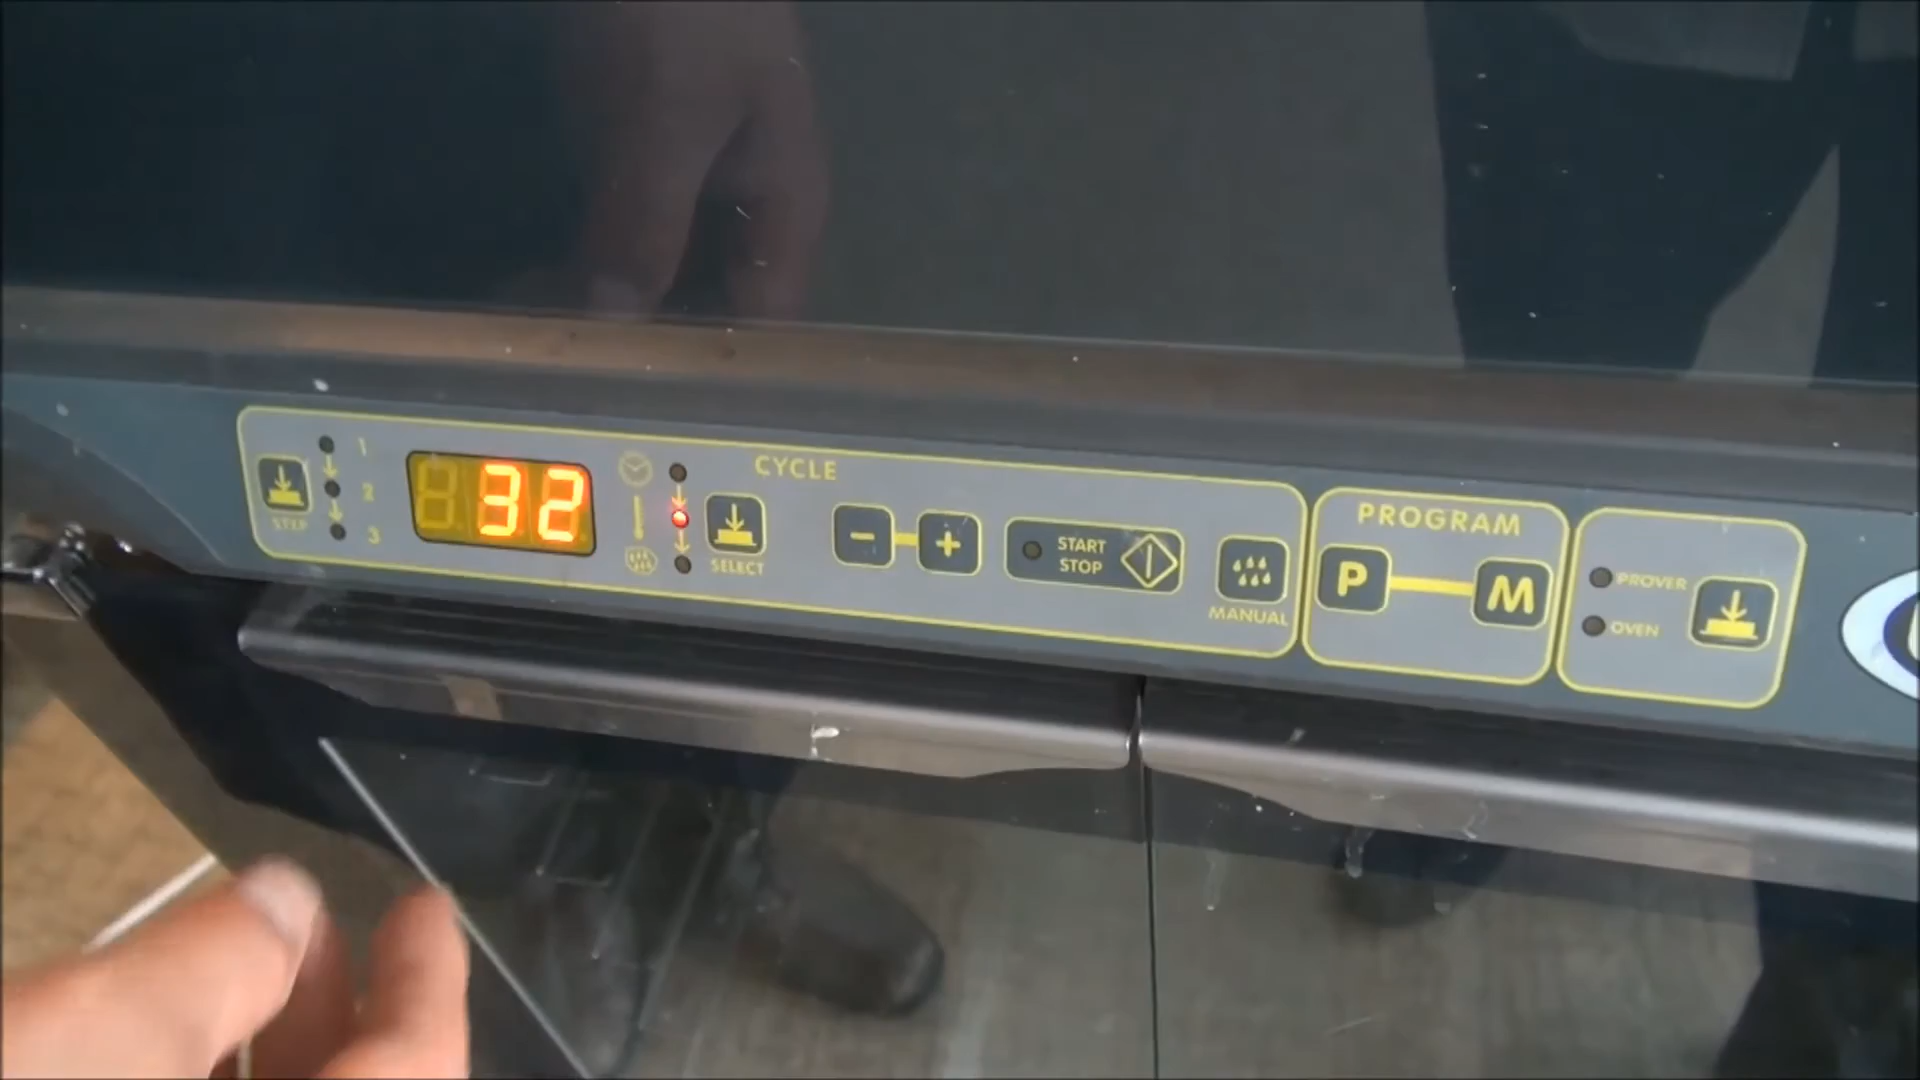 1
2
3
STEP
32
SELECT
CYCLE
-
+
START
STOP
MANUAL
PROGRAM
P
M
PROVER
OVEN